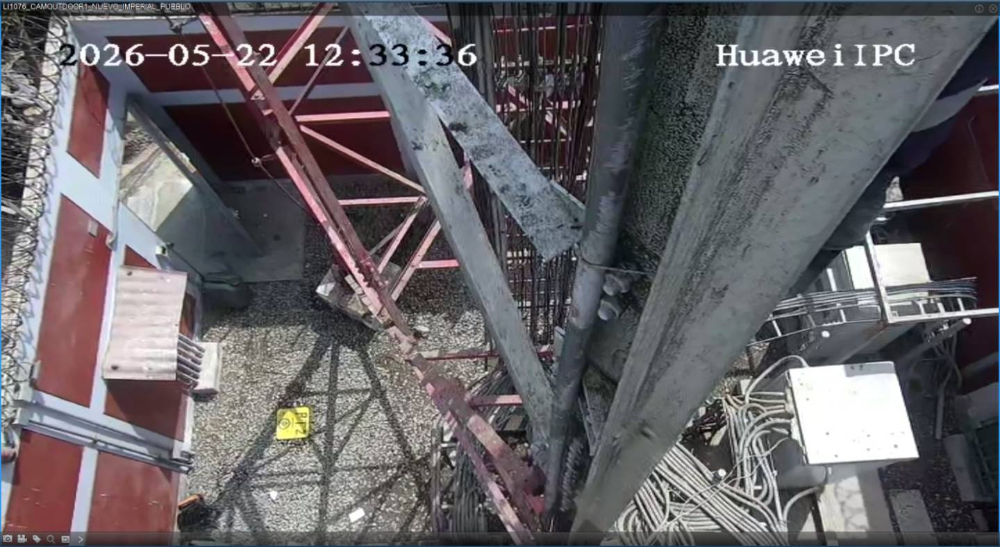 LI1076_CAMOUTDOOR1_NUEVO_IMPERIAL_PUEBLO
2026-05-22 12:33:36
HuaweiIPC